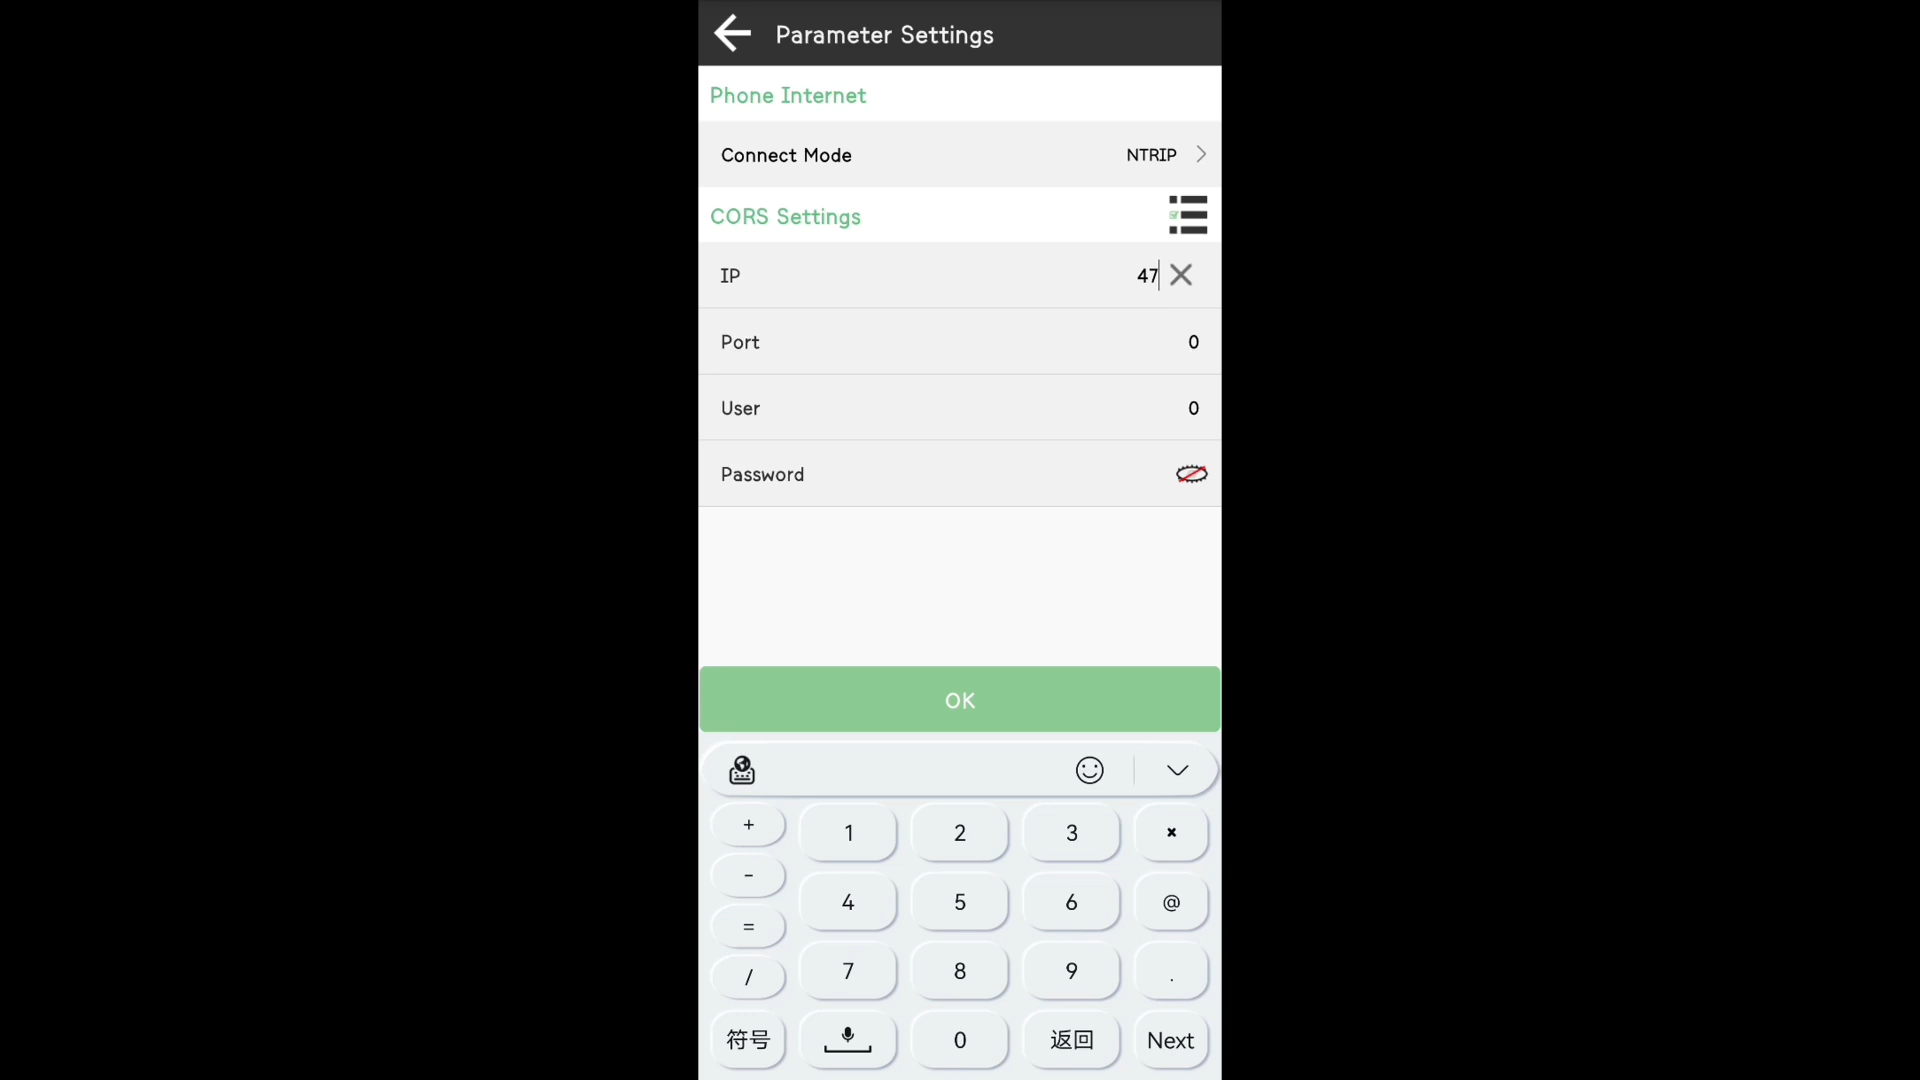 Parameter Settings
Phone Internet
Connect Mode NTRIP
CORS Settings
IP 47
Port 0
User 0
Password
OK
+ 1 2 3
- 4 5 6 @
= 7 8 9 .
/
符号 0 返回 Next